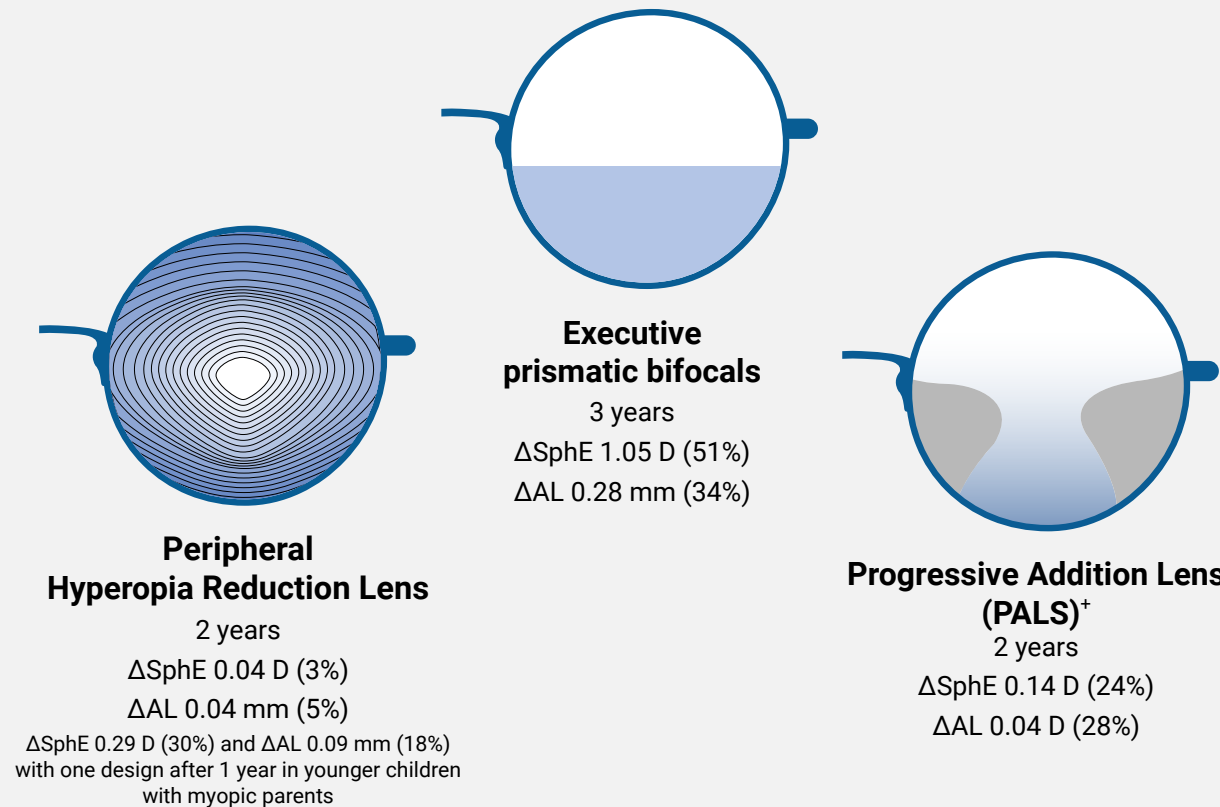 Executive
prismatic bifocals
3 years
ΔSphE 1.05 D (51%)
ΔAL 0.28 mm (34%)
Peripheral
Hyperopia Reduction Lens
2 years
ΔSphE 0.04 D (3%)
ΔAL 0.04 mm (5%)
ΔSphE 0.29 D (30%) and ΔAL 0.09 mm (18%)
with one design after 1 year in younger children
with myopic parents
Progressive Addition Lens
(PALS)⁺
2 years
ΔSphE 0.14 D (24%)
ΔAL 0.04 D (28%)